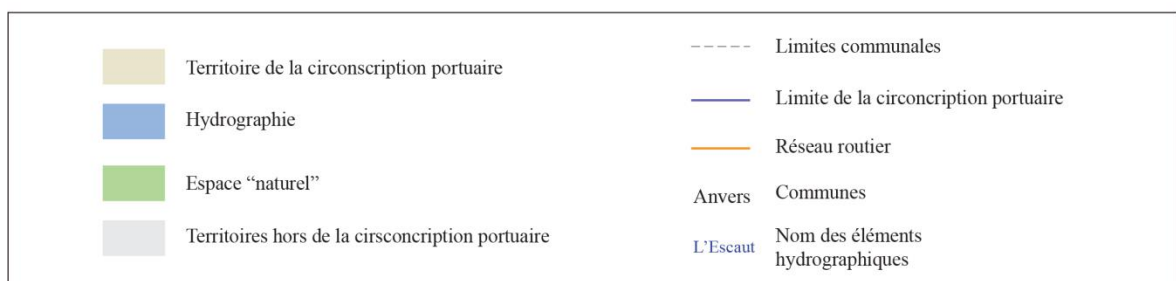 Territoire de la circonscription portuaire
Hydrographie
Espace “naturel”
Territoires hors de la cirsconcription portuaire
Limites communales
Limite de la circoncription portuaire
Réseau routier
Anvers Communes
L’Escaut Nom des éléments
hydrographiques